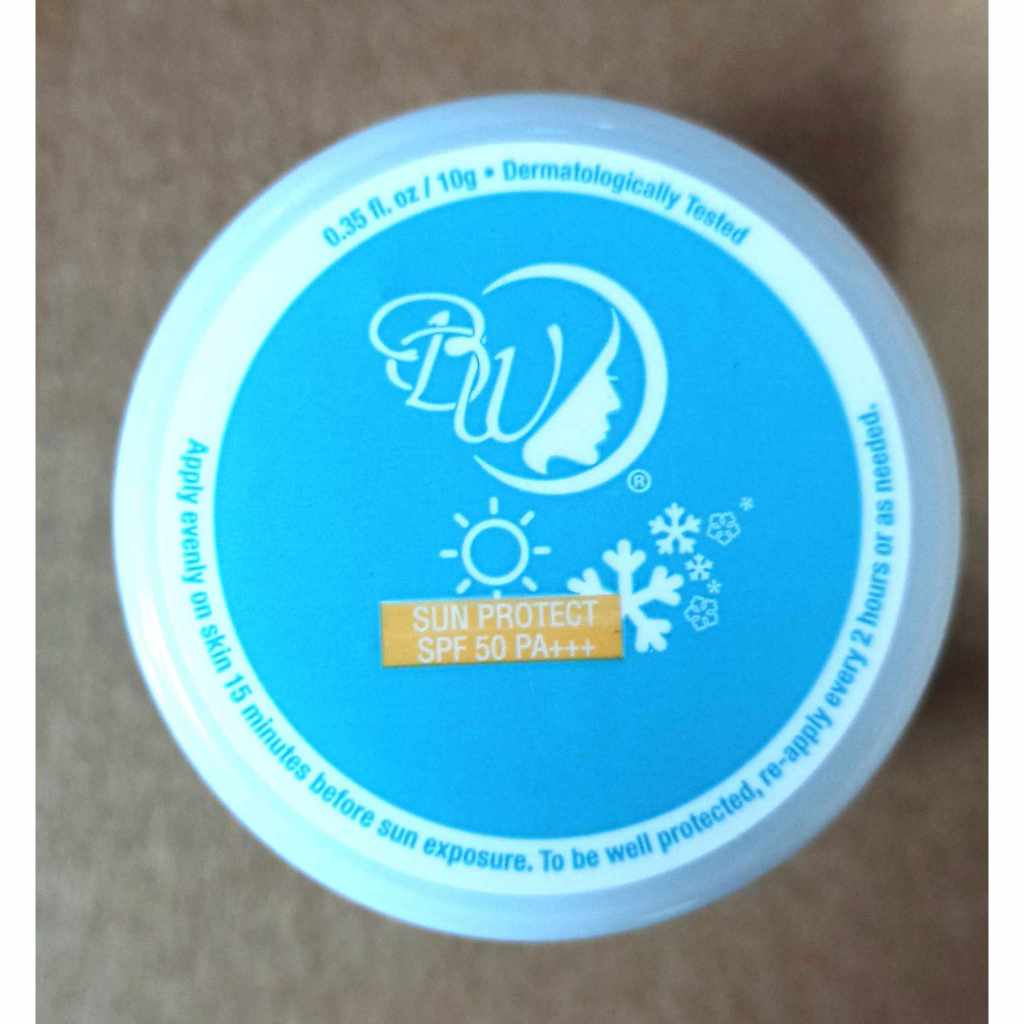 0.35 fl. oz / 10g • Dermatologically Tested
BW
®
SUN PROTECT
SPF 50 PA+++
Apply evenly on skin 15 minutes before sun exposure. To be well protected, re-apply every 2 hours or as needed.